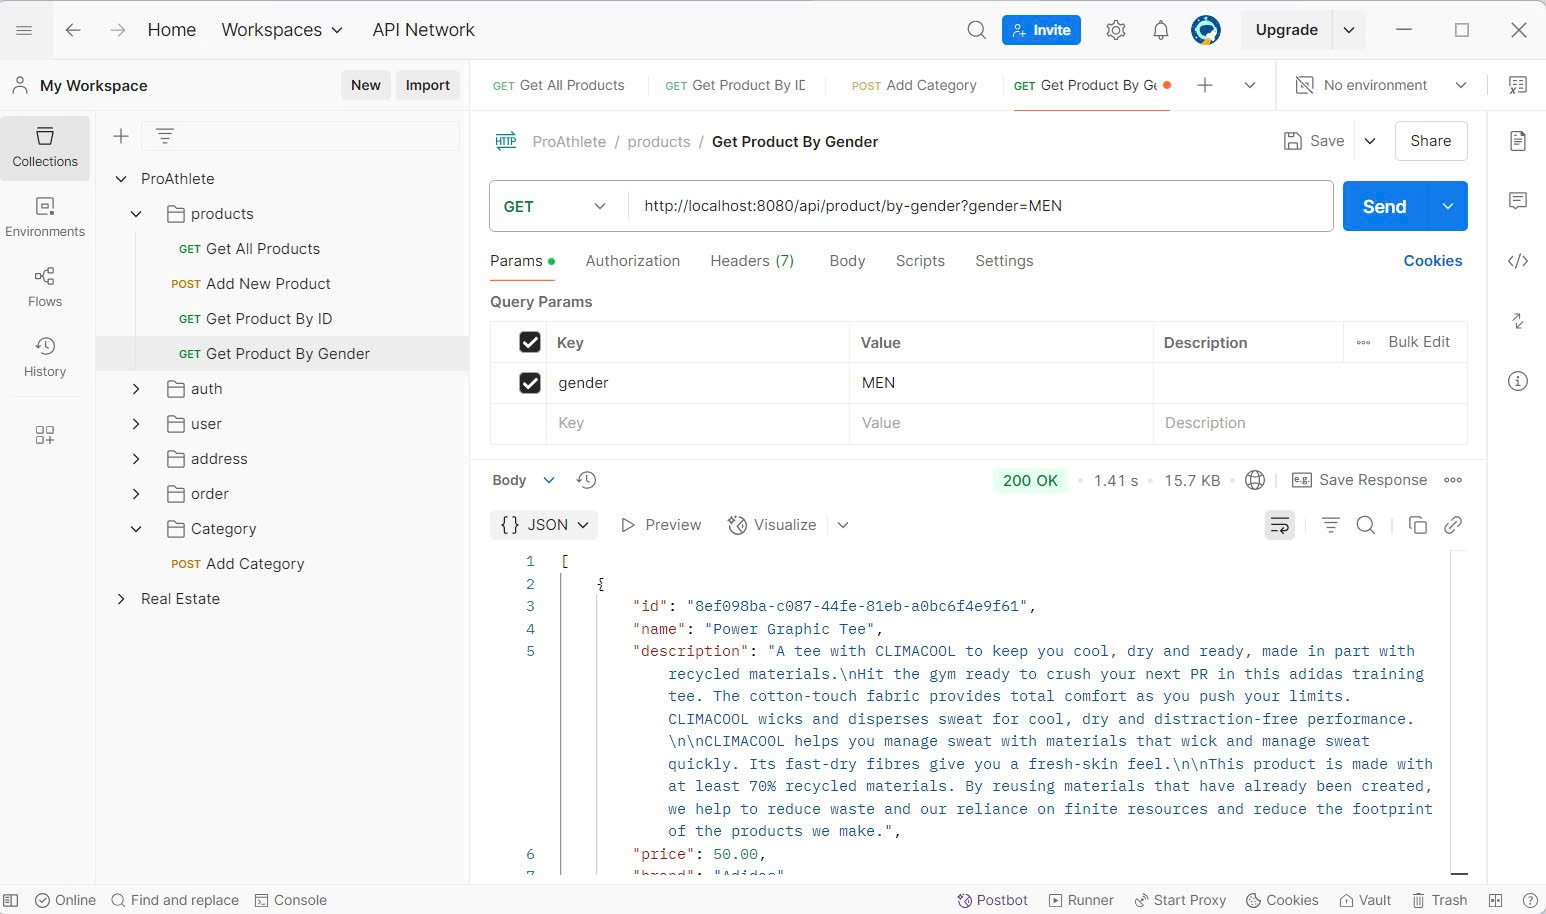 Home Workspaces API Network Invite Upgrade
My Workspace New Import
GET Get All Products GET Get Product By ID POST Add Category GET Get Product By Ge No environment
Collections
Environments
Flows
History
ProAthlete
products
GET Get All Products
POST Add New Product
GET Get Product By ID
GET Get Product By Gender
auth
user
address
order
Category
POST Add Category
Real Estate
HTTP ProAthlete / products / Get Product By Gender Save Share
GET http://localhost:8080/api/product/by-gender?gender=MEN Send
Params Authorization Headers (7) Body Scripts Settings Cookies
Query Params
Key Value Description Bulk Edit
gender MEN
Key Value Description
Body 200 OK 1.41 s 15.7 KB e.g. Save Response
{} JSON Preview Visualize
1 [
2 {
3 "id": "8ef098ba-c087-44fe-81eb-a0bc6f4e9f61",
4 "name": "Power Graphic Tee",
5 "description": "A tee with CLIMACOOL to keep you cool, dry and ready, made in part with
recycled materials.\nHit the gym ready to crush your next PR in this adidas training
tee. The cotton-touch fabric provides total comfort as you push your limits.
CLIMACOOL wicks and disperses sweat for cool, dry and distraction-free performance.
\n\nCLIMACOOL helps you manage sweat with materials that wick and manage sweat
quickly. Its fast-dry fibres give you a fresh-skin feel.\n\nThis product is made with
at least 70% recycled materials. By reusing materials that have already been created,
we help to reduce waste and our reliance on finite resources and reduce the footprint
of the products we make.",
6 "price": 50.00,
7 "brand": "Adidas"
Online Find and replace Console Postbot Runner Start Proxy Cookies Vault Trash